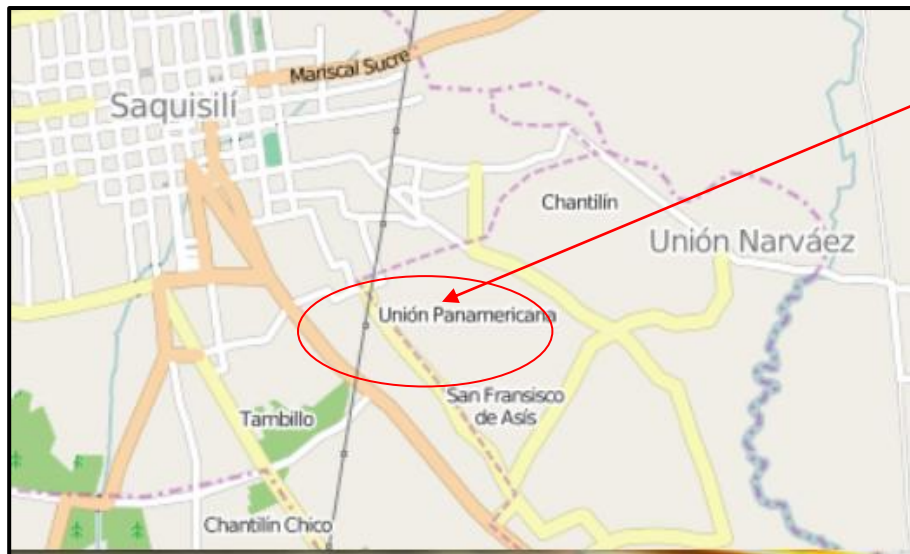 Mariscal Sucre
Saquisilí
Chantilín
Unión Narváez
Unión Panamericana
San Fransisco
de Asís
Tambillo
Chantilín Chico